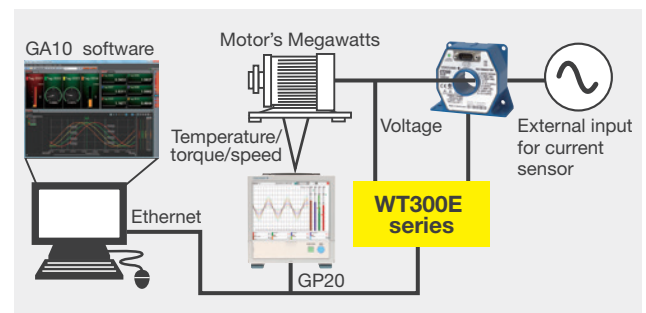 GA10 software
Motor's Megawatts
Temperature/
torque/speed
Voltage
External input
for current
sensor
WT300E
series
Ethernet
GP20